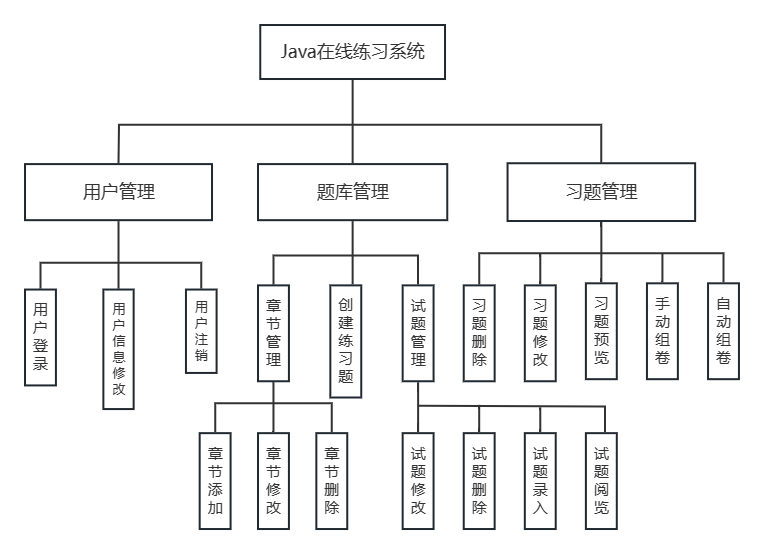 Java在线练习系统
用户管理
题库管理
习题管理
用户登录
用户信息修改
用户注销
章节管理
创建练习题
试题管理
习题删除
习题修改
习题预览
手动组卷
自动组卷
章节添加
章节修改
章节删除
试题修改
试题删除
试题录入
试题阅览